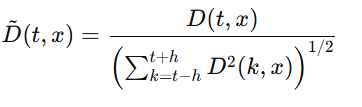 D̃(t, x) = D(t, x) / (∑_{k=t−h}^{t+h} D²(k, x))^{1/2}